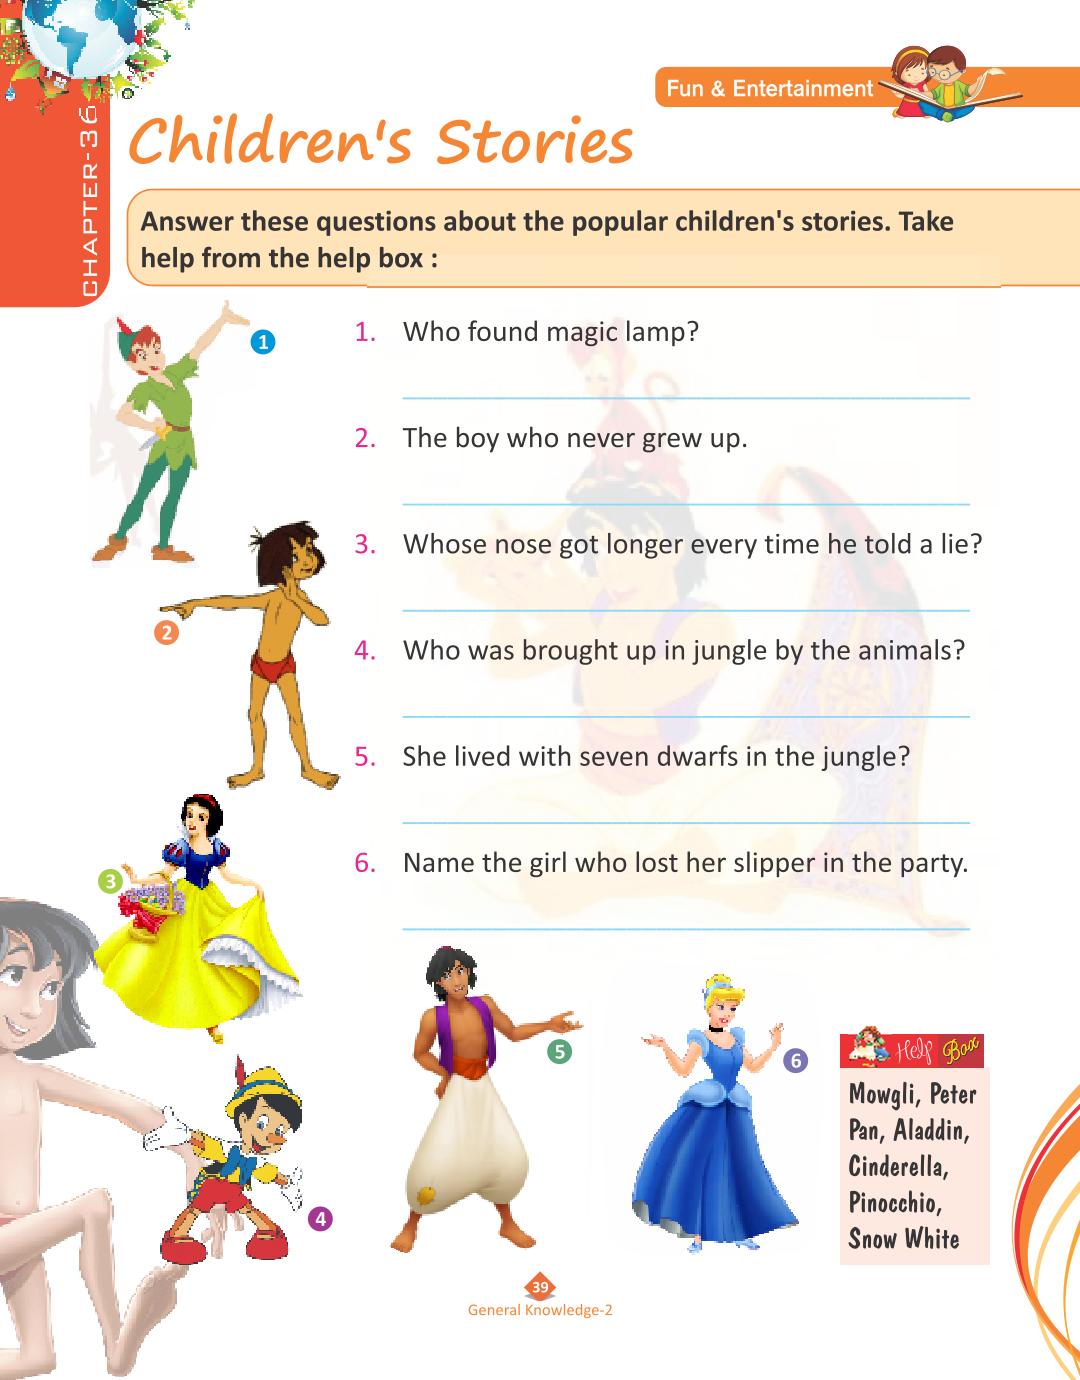 Fun & Entertainment
CHAPTER-36
Children's Stories
Answer these questions about the popular children's stories. Take
help from the help box :
1. Who found magic lamp?
2. The boy who never grew up.
3. Whose nose got longer every time he told a lie?
4. Who was brought up in jungle by the animals?
5. She lived with seven dwarfs in the jungle?
6. Name the girl who lost her slipper in the party.
1
2
3
4
5
6
Help Box
Mowgli, Peter
Pan, Aladdin,
Cinderella,
Pinocchio,
Snow White
39
General Knowledge-2